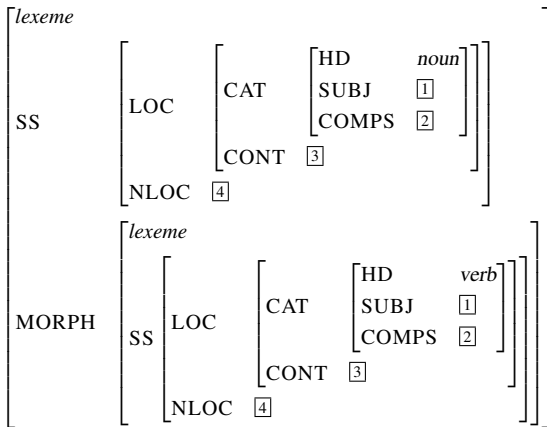 lexeme
HD noun
SS LOC CAT SUBJ 1
COMPS 2
CONT 3
NLOC 4
lexeme
HD verb
MORPH SS LOC CAT SUBJ 1
COMPS 2
CONT 3
NLOC 4